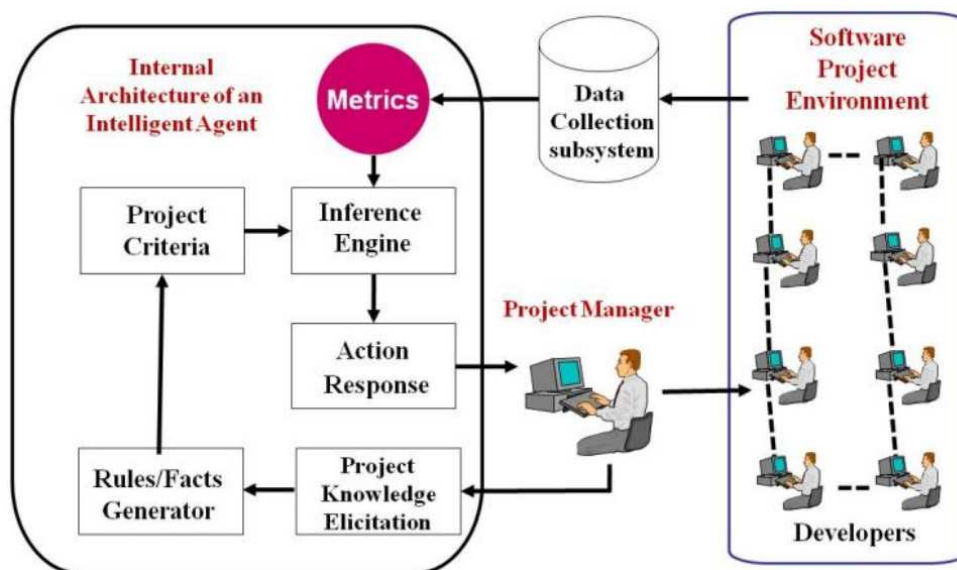 Internal
Architecture of an
Intelligent Agent
Metrics
Data
Collection
subsystem
Software
Project
Environment
Project
Criteria
Inference
Engine
Project Manager
Action
Response
Rules/Facts
Generator
Project
Knowledge
Elicitation
Developers